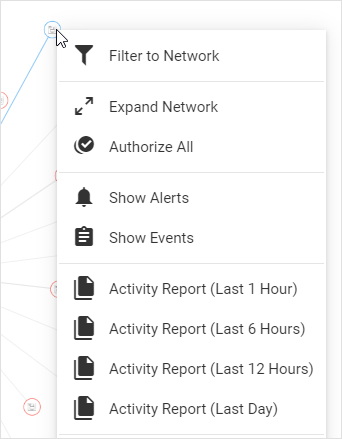 Filter to Network
Expand Network
Authorize All
Show Alerts
Show Events
Activity Report (Last 1 Hour)
Activity Report (Last 6 Hours)
Activity Report (Last 12 Hours)
Activity Report (Last Day)